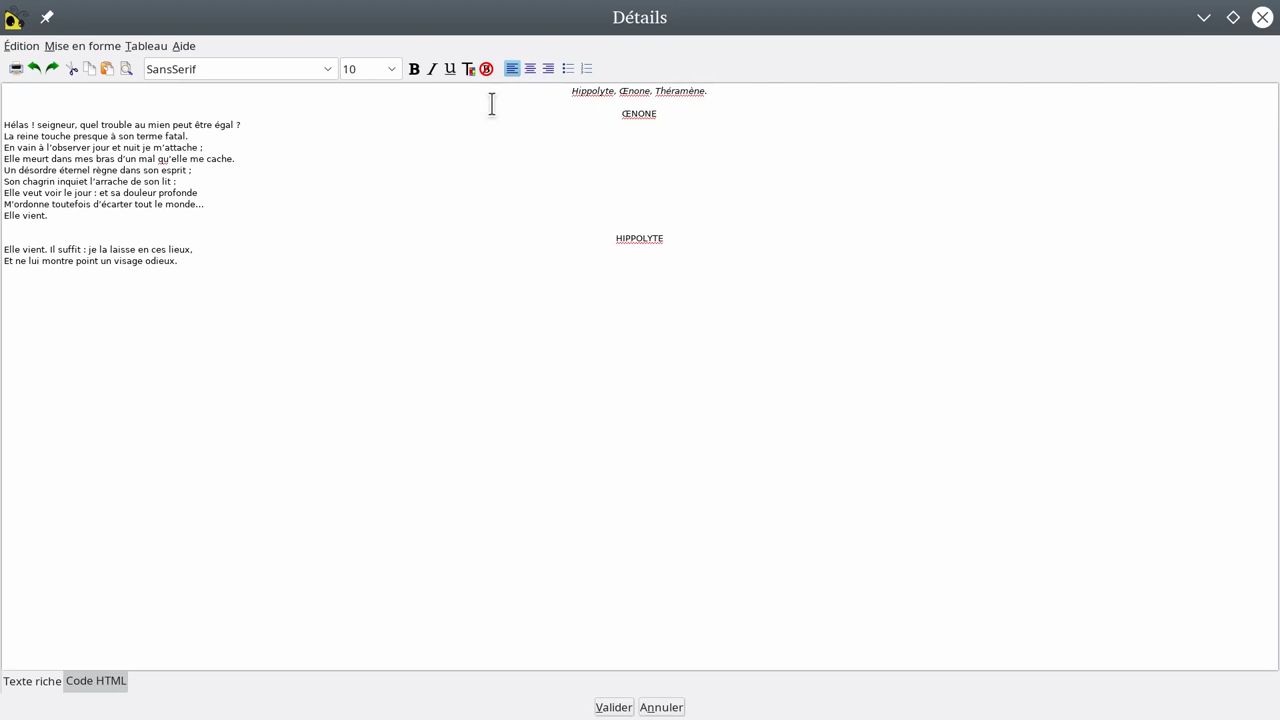 Détails
Édition Mise en forme Tableau Aide
SansSerif 10
Hippolyte, Œnone, Théramène.
ŒNONE
Hélas ! seigneur, quel trouble au mien peut être égal ?
La reine touche presque à son terme fatal.
En vain à l’observer jour et nuit je m’attache ;
Elle meurt dans mes bras d’un mal qu’elle me cache.
Un désordre éternel règne dans son esprit ;
Son chagrin inquiet l’arrache de son lit :
Elle veut voir le jour : et sa douleur profonde
M’ordonne toutefois d’écarter tout le monde...
Elle vient.
HIPPOLYTE
Elle vient. Il suffit : je la laisse en ces lieux,
Et ne lui montre point un visage odieux.
Texte riche Code HTML
Valider Annuler